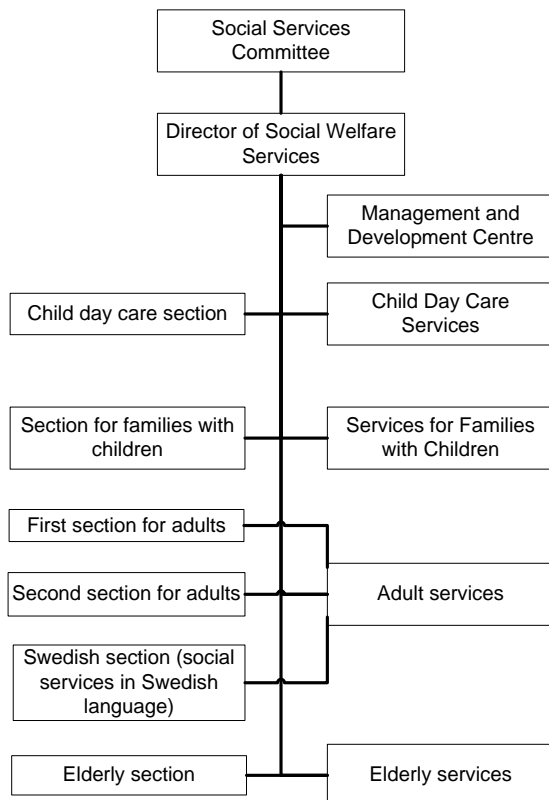 Social Services
Committee
Director of Social Welfare
Services
Management and
Development Centre
Child day care section
Child Day Care
Services
Section for families with
children
Services for Families
with Children
First section for adults
Second section for adults
Adult services
Swedish section (social
services in Swedish
language)
Elderly section
Elderly services